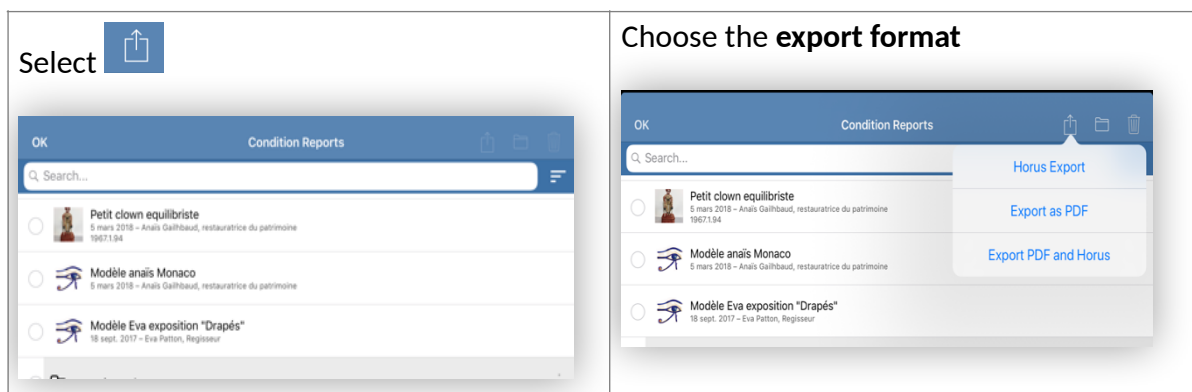 Select
OK Condition Reports
Search...
Petit clown equilibriste
5 mars 2018 – Anaïs Gailhbaud, restauratrice du patrimoine
1967.1.94
Modèle anaïs Monaco
5 mars 2018 – Anaïs Gailhbaud, restauratrice du patrimoine
Modèle Eva exposition "Drapés"
18 sept. 2017 – Eva Patton, Regisseur
Choose the export format
OK Condition Reports
Search...
Horus Export
Export as PDF
Export PDF and Horus
Petit clown equilibriste
5 mars 2018 – Anaïs Gailhbaud, restauratrice du patrimoine
1967.1.94
Modèle anaïs Monaco
5 mars 2018 – Anaïs Gailhbaud, restauratrice du patrimoine
Modèle Eva exposition "Drapés"
18 sept. 2017 – Eva Patton, Regisseur